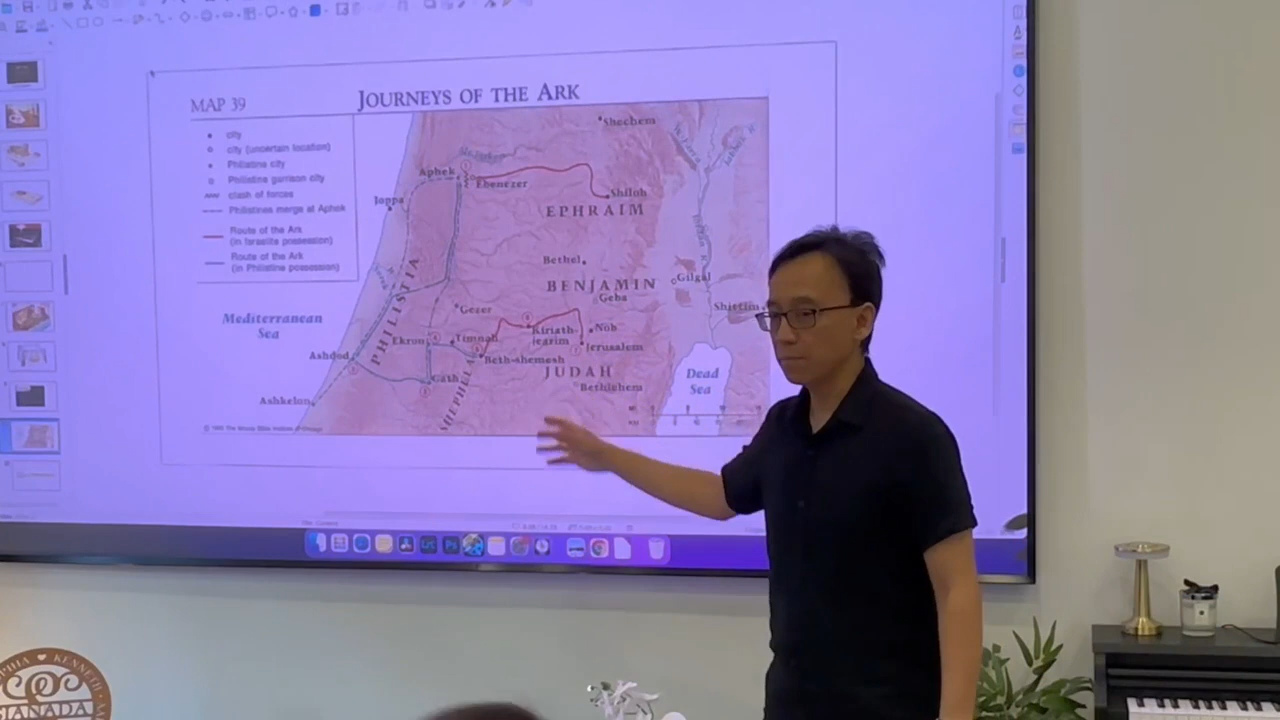 MAP 39
JOURNEYS OF THE ARK
city
city (uncertain location)
Philistine city
Philistine garrison city
clash of forces
Philistines merge at Aphek
Route of the Ark
(in Israelite possession)
Route of the Ark
(in Philistine possession)
Shechem
Aphek
Ebenezer
Joppa
Shiloh
EPHRAIM
Bethel
BENJAMIN
Gilgal
Geba
Shittim
PHILISTIA
Gezer
Mediterranean
Sea
Ekron
Timnah
Kiriath-
jearim
Nob
Jerusalem
Ashdod
Beth-shemesh
JUDAH
Gath
Dead
Sea
Bethlehem
SHEPHELAH
Ashkelon
KENNETH